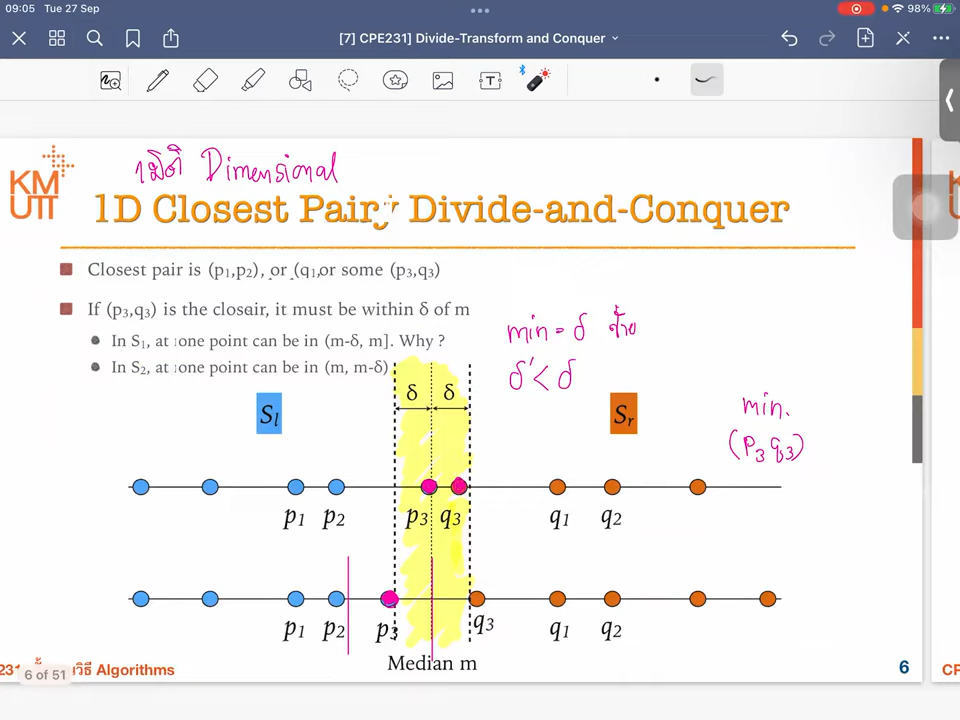 09:05 Tue 27 Sep
98%
[7] CPE231] Divide-Transform and Conquer
T
KM
UTT
1มิติ Dimensional
1D Closest Pairy Divide-and-Conquer
Closest pair is (p1,p2), or (q1,or some (p3,q3)
If (p3,q3) is the closair, it must be within δ of m
In S1, at one point can be in (m-δ, m]. Why ?
In S2, at one point can be in (m, m-δ)
min = δ ซ้าย
δ' < δ
δ δ
Sl
Sr
min.
(P3 q3)
p1 p2 p3 q3 q1 q2
p1 p2 p3 q3 q1 q2
Median m
6 of 51
Algorithms
6
CP